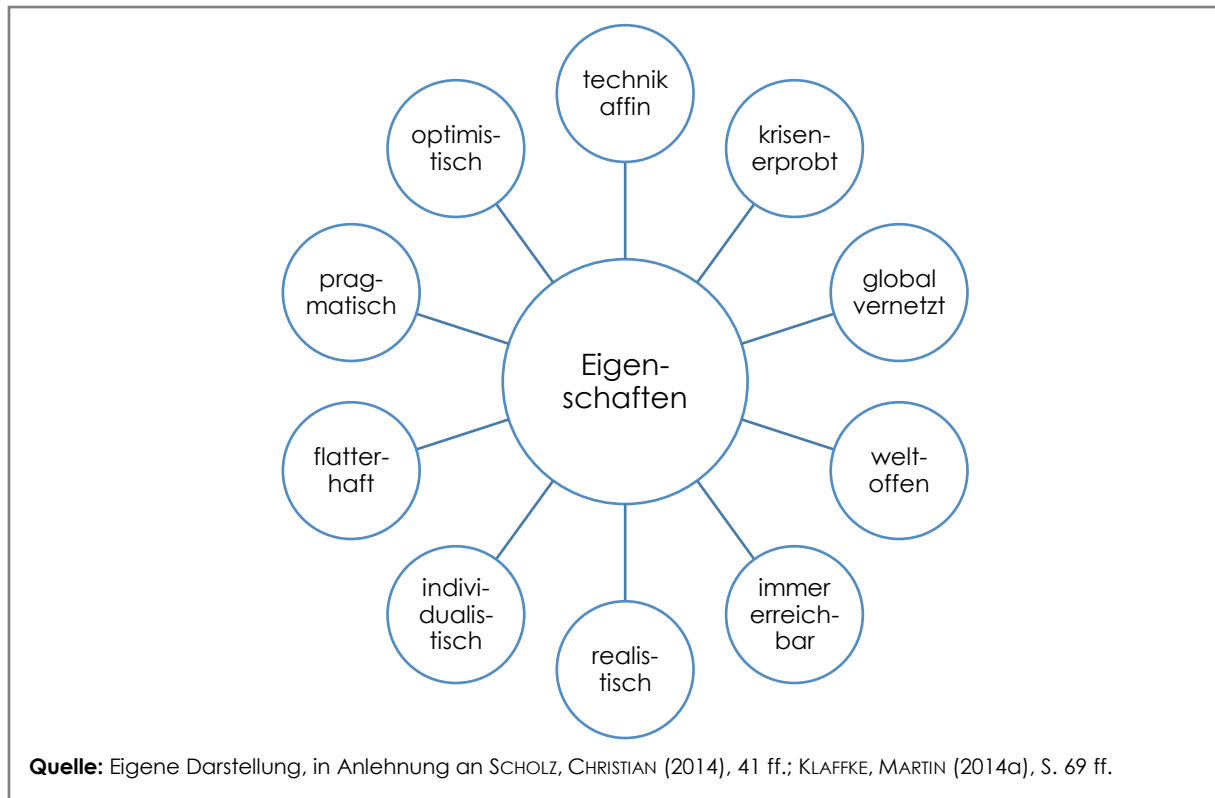 technik
affin
krisen-
erprobt
global
vernetzt
welt-
offen
immer
erreich-
bar
realis-
tisch
individ-
dualis-
tisch
flatter-
haft
prag-
matisch
optimis-
tisch
Eigen-
schaften
Quelle: Eigene Darstellung, in Anlehnung an SCHOLZ, CHRISTIAN (2014), 41 ff.; KLAFFKE, MARTIN (2014a), S. 69 ff.